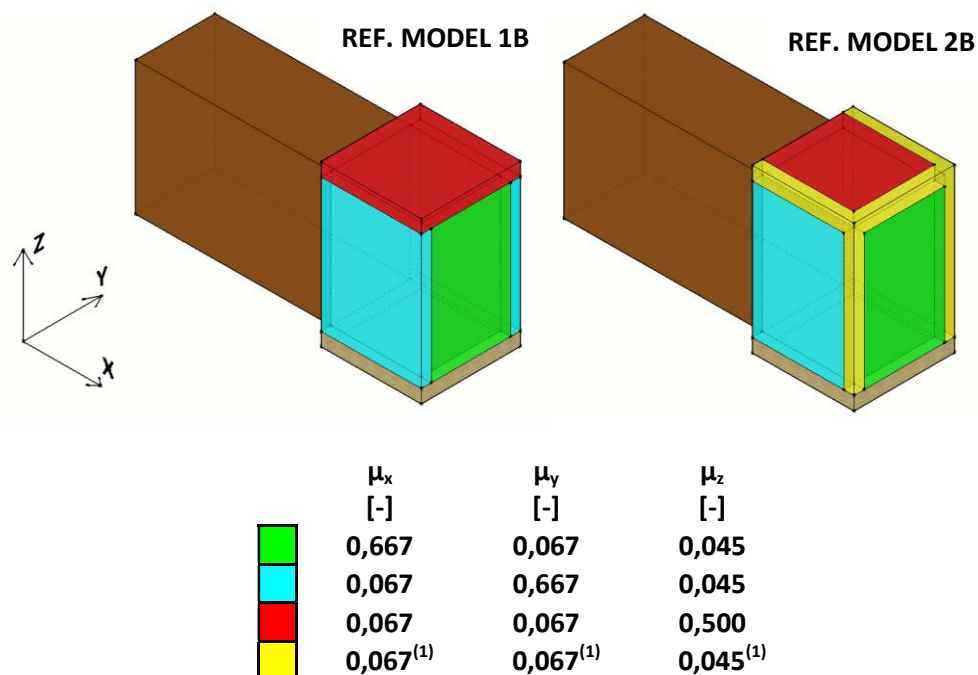 REF. MODEL 1B
REF. MODEL 2B
Z
Y
X
μx μy μz
[-] [-] [-]
0,667 0,067 0,045
0,067 0,667 0,045
0,067 0,067 0,500
0,067(1) 0,067(1) 0,045(1)